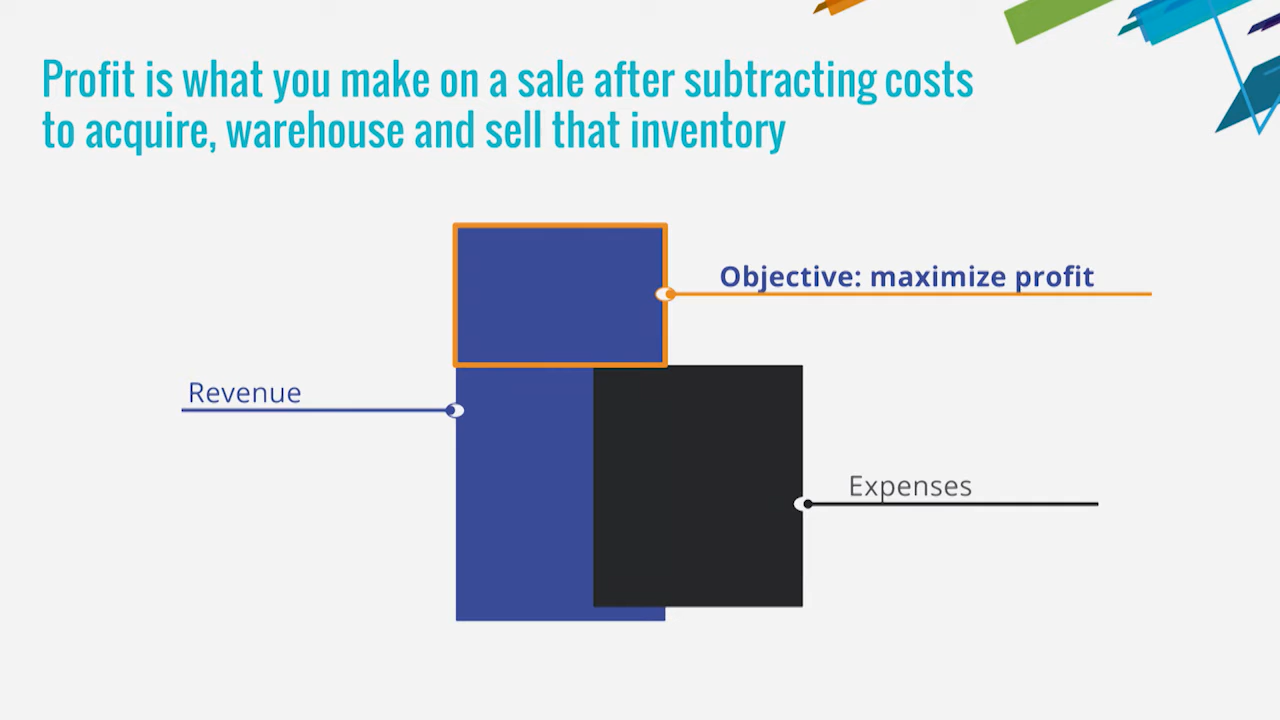 Profit is what you make on a sale after subtracting costs
to acquire, warehouse and sell that inventory
Objective: maximize profit
Revenue
Expenses